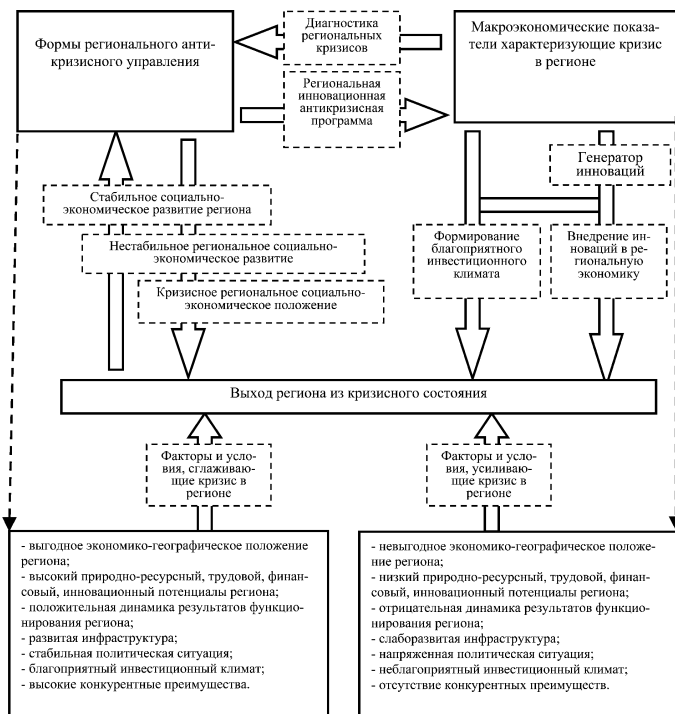 Формы регионального анти-
кризисного управления
Диагностика
региональных
кризисов
Региональная
инновационная
антикризисная
программа
Макроэкономические показа-
тели характеризующие кризис
в регионе
Генератор
инноваций
Стабильное социально-
экономическое развитие региона
Нестабильное региональное социально-
экономическое развитие
Кризисное региональное социально-
экономическое положение
Формирование
благоприятного
инвестиционного
климата
Внедрение ин-
новаций в ре-
гиональную
экономику
Выход региона из кризисного состояния
Факторы и усло-
вия, сглаживаю-
щие кризис в
регионе
Факторы и усло-
вия, усиливаю-
щие кризис в
регионе
- выгодное экономико-географическое положение
региона;
- высокий природно-ресурсный, трудовой, финан-
совый, инновационный потенциалы региона;
- положительная динамика результатов функцио-
нирования региона;
- развитая инфраструктура;
- стабильная политическая ситуация;
- благоприятный инвестиционный климат;
- высокие конкурентные преимущества.
- невыгодное экономико-географическое положе-
ние региона;
- низкий природно-ресурсный, трудовой, финан-
совый, инновационный потенциалы региона;
- отрицательная динамика результатов функцио-
нирования региона;
- слаборазвитая инфраструктура;
- напряженная политическая ситуация;
- неблагоприятный инвестиционный климат;
- отсутствие конкурентных преимуществ.